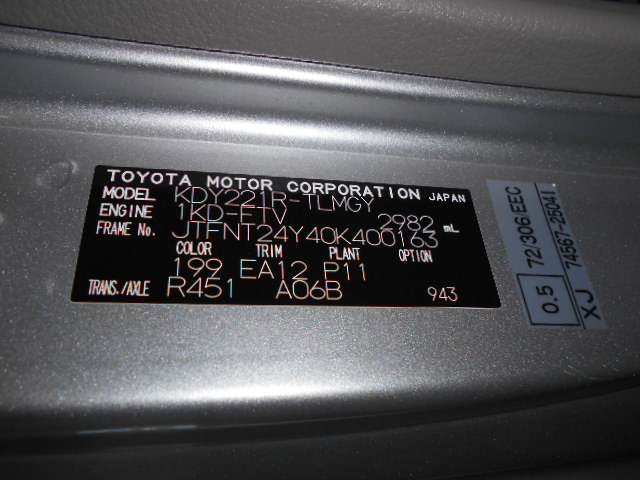 TOYOTA MOTOR CORPORATION JAPAN
MODEL KDY221R-TLMGY
ENGINE 1KD-FTV 2982 mL
FRAME No. JTFNT24Y40K400163
COLOR TRIM PLANT OPTION
199 EA12 P11
TRANS./AXLE R451 A06B 943
0.5 72/306/EEC
XJ 74567-25041